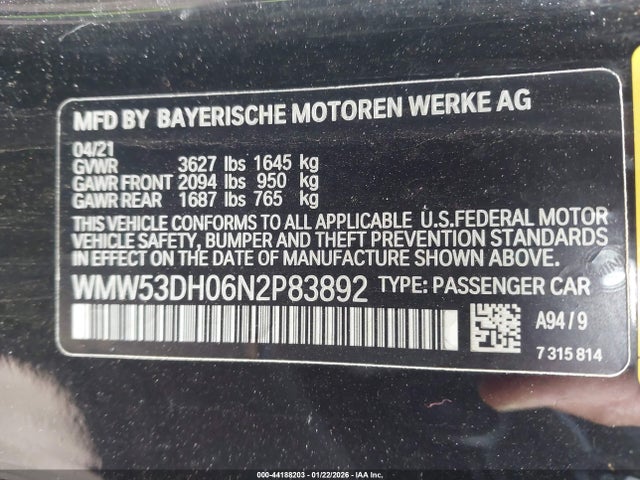 MFD BY BAYERISCHE MOTOREN WERKE AG
04/21
GVWR 3627 lbs 1645 kg
GAWR FRONT 2094 lbs 950 kg
GAWR REAR 1687 lbs 765 kg
THIS VEHICLE CONFORMS TO ALL APPLICABLE U.S.FEDERAL MOTOR
VEHICLE SAFETY, BUMPER AND THEFT PREVENTION STANDARDS
IN EFFECT ON THE DATE OF MANUFACTURE SHOWN ABOVE.
WMW53DH06N2P83892 TYPE: PASSENGER CAR
A94/9
7 315 814
000-44188203 - 01/22/2026 - IAAI.COM